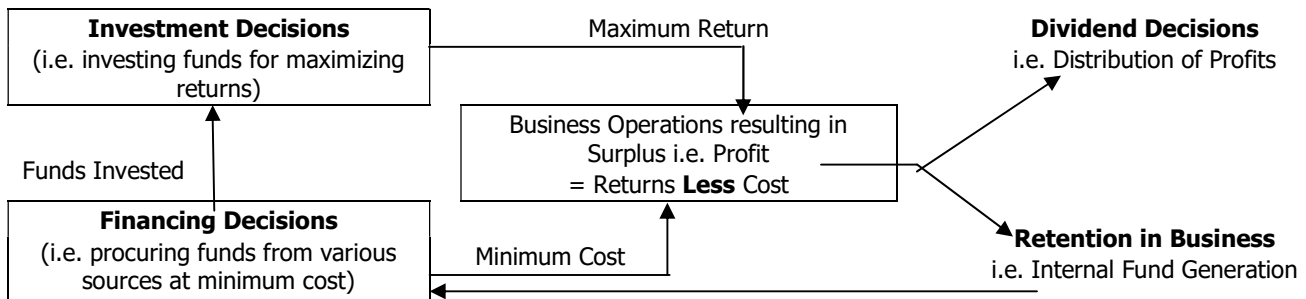 Investment Decisions
(i.e. investing funds for maximizing
returns)
Maximum Return
Dividend Decisions
i.e. Distribution of Profits
Business Operations resulting in
Surplus i.e. Profit
= Returns Less Cost
Funds Invested
Financing Decisions
(i.e. procuring funds from various
sources at minimum cost)
Minimum Cost
Retention in Business
i.e. Internal Fund Generation